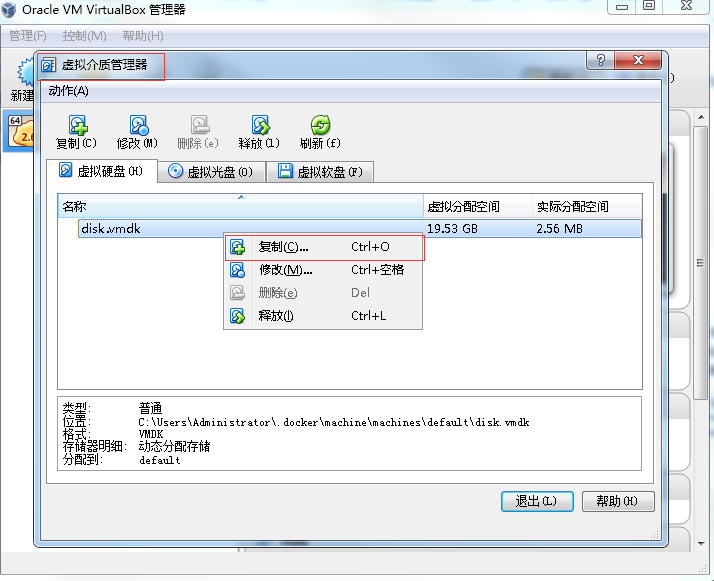 Oracle VM VirtualBox 管理器
管理(F) 控制(M) 帮助(H)
新建
虚拟介质管理器
动作(A)
复制(C) 修改(M) 删除(e) 释放(l) 刷新(f)
虚拟硬盘(H) 虚拟光盘(O) 虚拟软盘(F)
名称 虚拟分配空间 实际分配空间
disk.vmdk 19.53 GB 2.56 MB
复制(C)... Ctrl+O
修改(M)... Ctrl+空格
删除(e) Del
释放(l) Ctrl+L
类型: 普通
位置: C:\Users\Administrator\.docker\machine\machines\default\disk.vmdk
格式: VMDK
存储器明细: 动态分配存储
分配到: default
退出(L) 帮助(H)